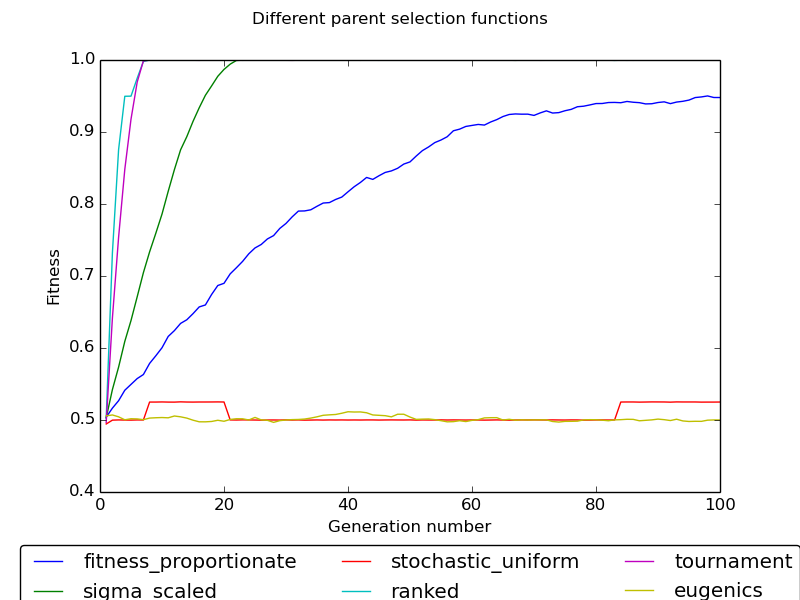 Different parent selection functions
1.0
0.9
0.8
0.7
0.6
0.5
0.4
Fitness
0 20 40 60 80 100
Generation number
fitness_proportionate stochastic_uniform tournament
sigma_scaled ranked eugenics